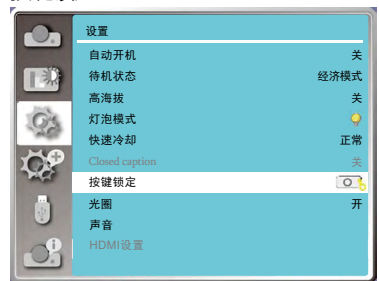 设置
自动开机 关
待机状态 经济模式
高海拔 关
灯泡模式
快速冷却 正常
Closed caption 关
按键锁定
光圈 开
声音
HDMI设置